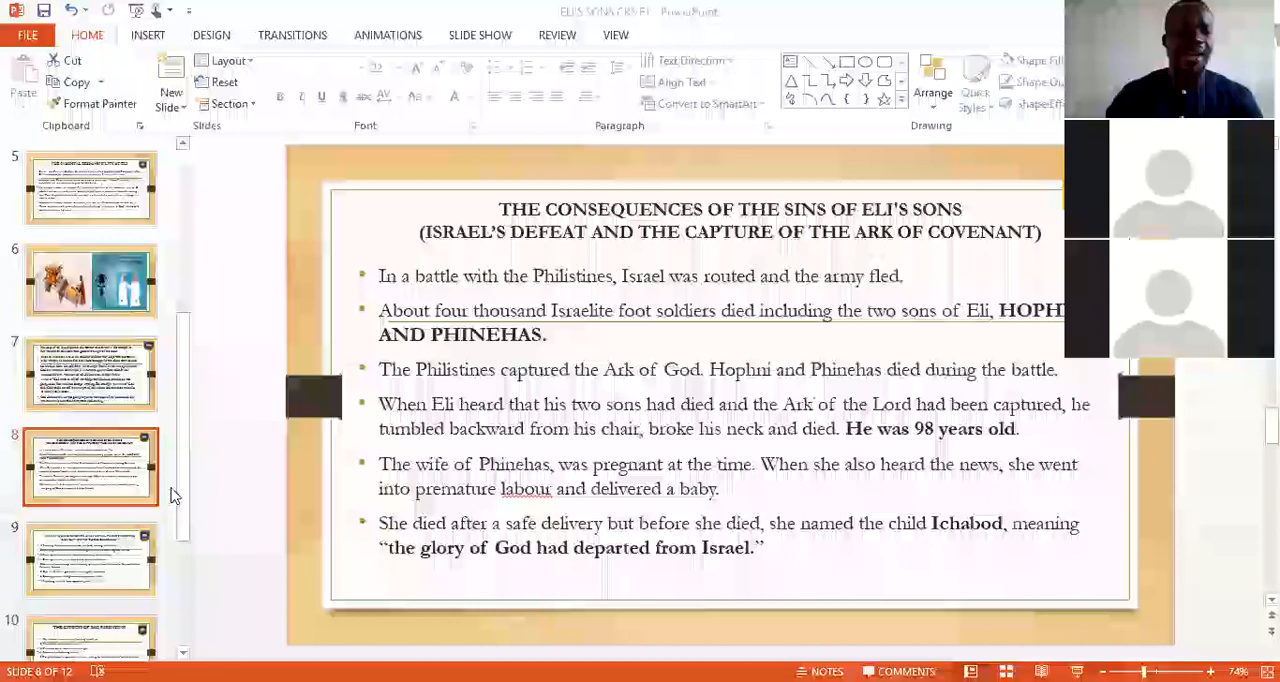 ELI'S SONS
PowerPoint
FILE HOME INSERT DESIGN TRANSITIONS ANIMATIONS SLIDE SHOW REVIEW VIEW
Paste
Cut
Copy
Format Painter
Clipboard
New
Slide
Layout
Reset
Section
Slides
Font
Text Direction
Align Text
Convert to SmartArt
Paragraph
Arrange
Quick
Styles
Shape Fill
Drawing
5
6
7
8
9
10
THE CONSEQUENCES OF THE SINS OF ELI'S SONS
(ISRAEL'S DEFEAT AND THE CAPTURE OF THE ARK OF COVENANT)
In a battle with the Philistines, Israel was routed and the army fled.
About four thousand Israelite foot soldiers died including the two sons of Eli, HOPH
AND PHINEHAS.
The Philistines captured the Ark of God. Hophni and Phinehas died during the battle.
When Eli heard that his two sons had died and the Ark of the Lord had been captured, he
tumbled backward from his chair, broke his neck and died. He was 98 years old.
The wife of Phinehas, was pregnant at the time. When she also heard the news, she went
into premature labour and delivered a baby.
She died after a safe delivery but before she died, she named the child Ichabod, meaning
“the glory of God had departed from Israel.”
SLIDE 8 OF 12 NOTES COMMENTS 74%